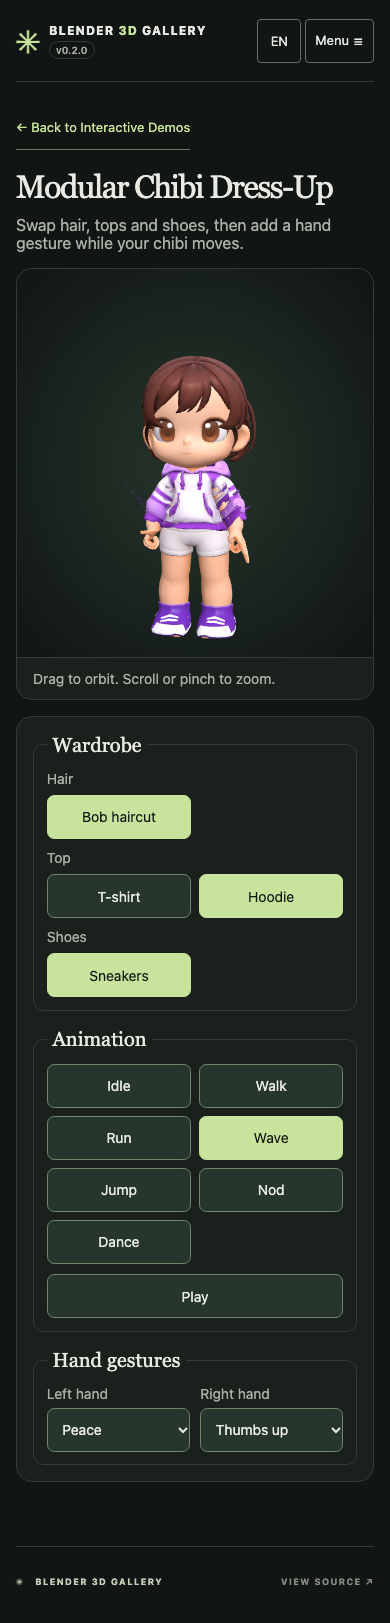 BLENDER 3D GALLERY
v0.2.0
EN
Menu ≡
← Back to Interactive Demos
Modular Chibi Dress-Up
Swap hair, tops and shoes, then add a hand
gesture while your chibi moves.
Drag to orbit. Scroll or pinch to zoom.
Wardrobe
Hair
Bob haircut
Top
T-shirt
Hoodie
Shoes
Sneakers
Animation
Idle
Walk
Run
Wave
Jump
Nod
Dance
Play
Hand gestures
Left hand
Right hand
Peace
Thumbs up
BLENDER 3D GALLERY
VIEW SOURCE ↗